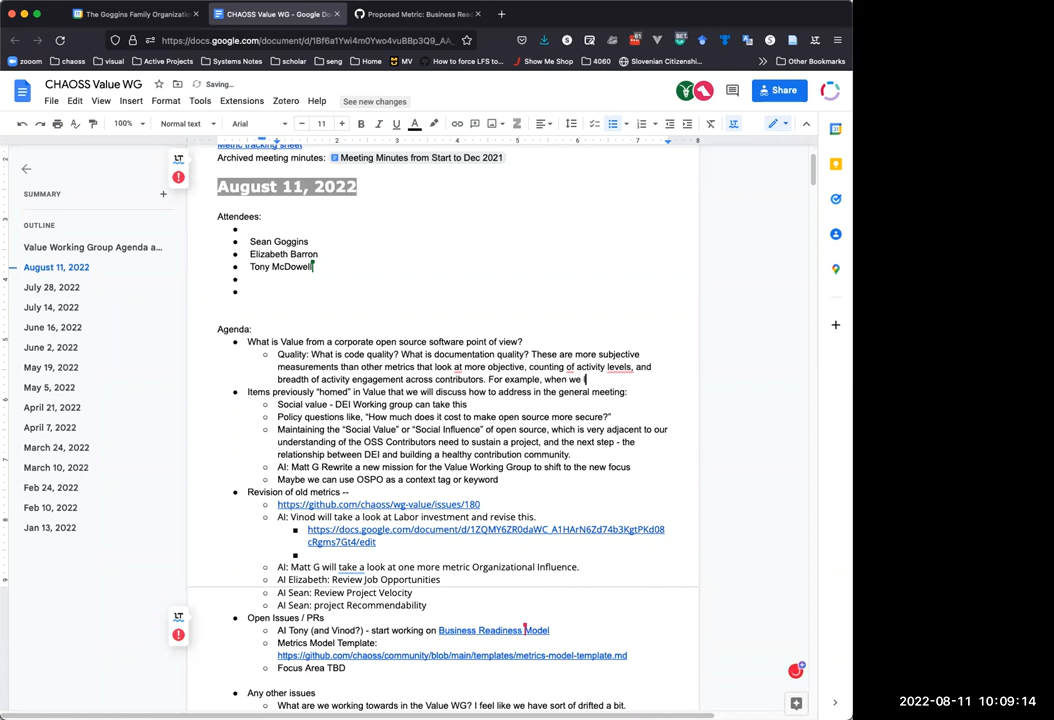 The Goggins Family Organizatio
CHAOSS Value WG - Google Do
Proposed Metric: Business Rea
https://docs.google.com/document/d/1Bf6a1Ywi4m0Ywo4vuBBp3Q9_AA_
zooom
chaoss
visual
Active Projects
Systems Notes
scholar
seng
Home
MV
How to force LFS to...
Show Me Shop
4060
Slovenian Citizenshi...
Other Bookmarks
CHAOSS Value WG
Saving...
File Edit View Insert Format Tools Extensions Zotero Help
See new changes
Share
100%
Normal text
Arial
11
SUMMARY
OUTLINE
Value Working Group Agenda a...
August 11, 2022
July 28, 2022
July 14, 2022
June 16, 2022
June 2, 2022
May 19, 2022
May 5, 2022
April 21, 2022
April 7, 2022
March 24, 2022
March 10, 2022
Feb 24, 2022
Feb 10, 2022
Jan 13, 2022
Metric tracking sheet
Archived meeting minutes: Meeting Minutes from Start to Dec 2021
August 11, 2022
Attendees:
Sean Goggins
Elizabeth Barron
Tony McDowell
Agenda:
What is Value from a corporate open source software point of view?
Quality: What is code quality? What is documentation quality? These are more subjective
measurements than other metrics that look at more objective, counting of activity levels, and
breadth of activity engagement across contributors. For example, when we i
Items previously “homed” in Value that we will discuss how to address in the general meeting:
Social value - DEI Working group can take this
Policy questions like, “How much does it cost to make open source more secure?”
Maintaining the “Social Value” or “Social Influence” of open source, which is very adjacent to our
understanding of the OSS Contributors need to sustain a project, and the next step - the
relationship between DEI and building a healthy contribution community.
AI: Matt G Rewrite a new mission for the Value Working Group to shift to the new focus
Maybe we can use OSPO as a context tag or keyword
Revision of old metrics --
https://github.com/chaoss/wg-value/issues/180
AI: Vinod will take a look at Labor investment and revise this.
https://docs.google.com/document/d/1ZQMY6ZR0daWC_A1HArN6Zd74b3KgtPKd08
cRgms7Gt4/edit
AI: Matt G will take a look at one more metric Organizational Influence.
AI Elizabeth: Review Job Opportunities
AI Sean: Review Project Velocity
AI Sean: project Recommendability
Open Issues / PRs
AI Tony (and Vinod?) - start working on Business Readiness Model
Metrics Model Template:
https://github.com/chaoss/community/blob/main/templates/metrics-model-template.md
Focus Area TBD
Any other issues
What are we working towards in the Value WG? I feel like we have sort of drifted a bit.
2022-08-11 10:09:14